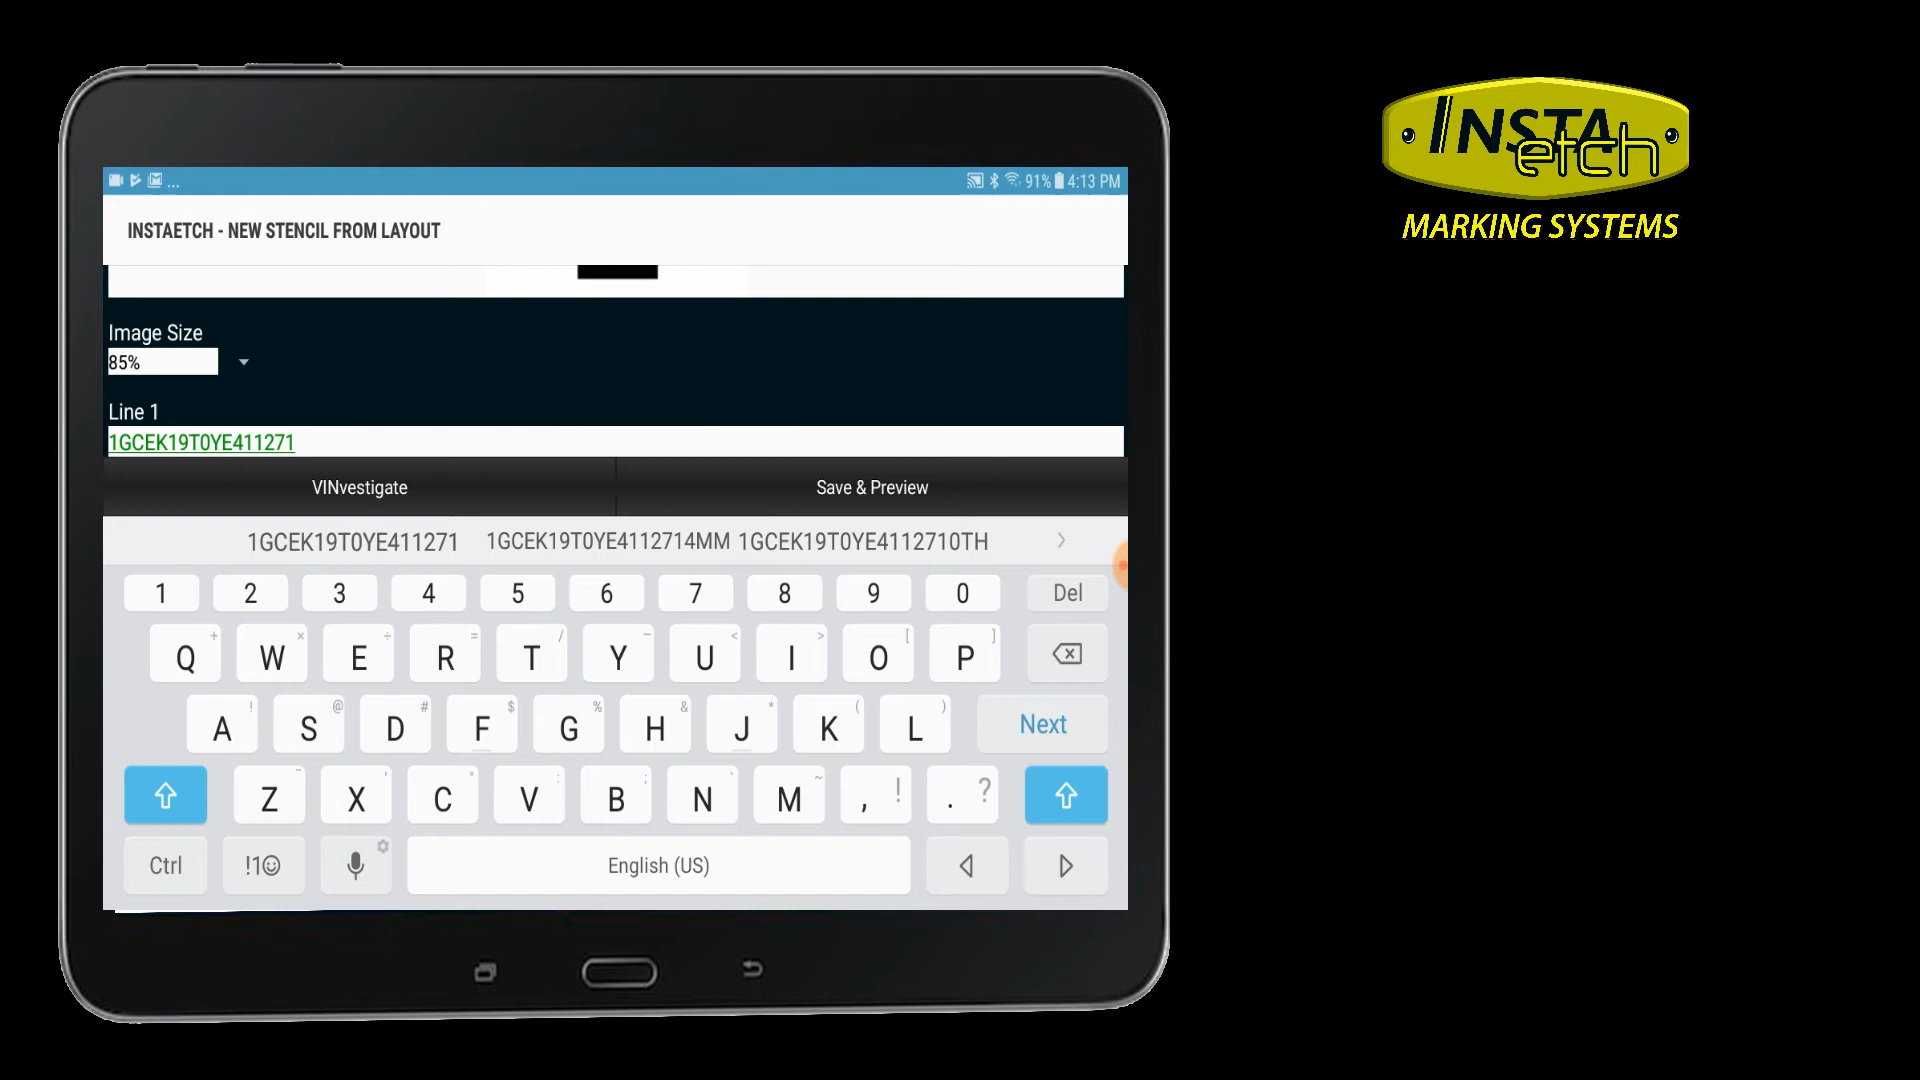 INSTA
etch
MARKING SYSTEMS
... 91% 4:13 PM
INSTAETCH - NEW STENCIL FROM LAYOUT
Image Size
85%
Line 1
1GCEK19T0YE411271
VINvestigate Save & Preview
1GCEK19T0YE411271 1GCEK19T0YE4112714MM 1GCEK19T0YE4112710TH
1 2 3 4 5 6 7 8 9 0 Del
Q + W × E ÷ R = T / Y - U < I > O [ P ]
A ! S @ D # F $ G % H & J * K ( L ) Next
Z - X ' C " V : B ; N ` M ~ , ! . ?
Ctrl !1☺ English (US)